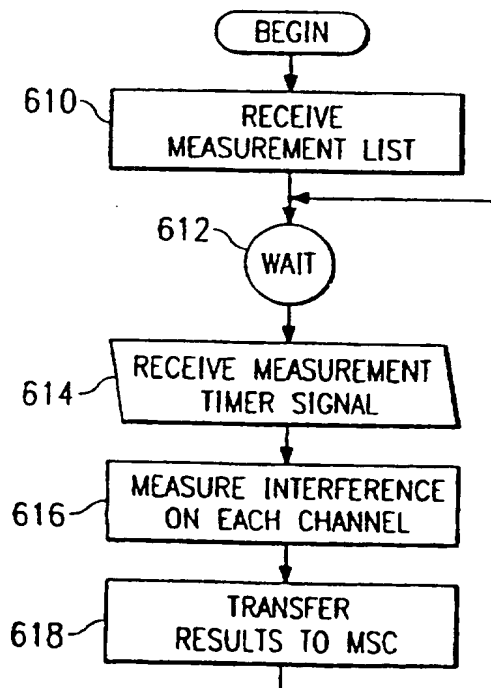 BEGIN
610
RECEIVE
MEASUREMENT LIST
612
WAIT
614
RECEIVE MEASUREMENT
TIMER SIGNAL
616
MEASURE INTERFERENCE
ON EACH CHANNEL
618
TRANSFER
RESULTS TO MSC